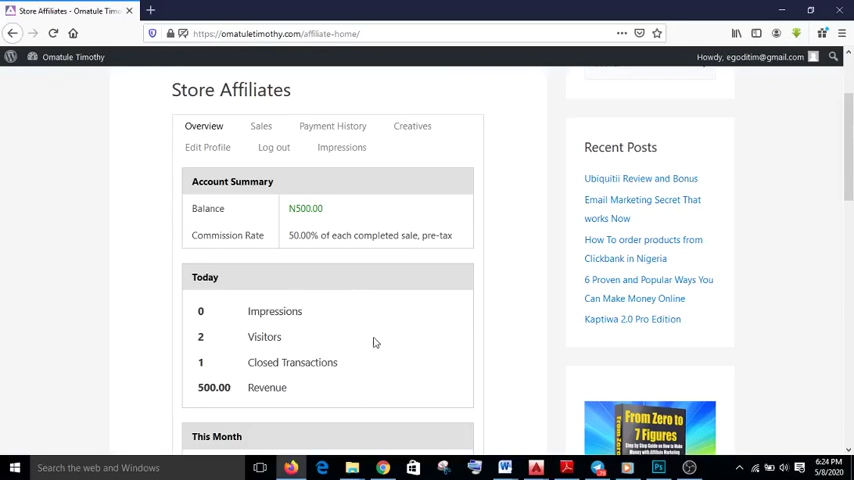 Store Affiliates - Omatule Timo
https://omatuletimothy.com/affiliate-home/
Omatule Timothy
Howdy, egoditim@gmail.com
Store Affiliates
Overview Sales Payment History Creatives
Edit Profile Log out Impressions
Account Summary
Balance N500.00
Commission Rate 50.00% of each completed sale, pre-tax
Today
0 Impressions
2 Visitors
1 Closed Transactions
500.00 Revenue
This Month
Recent Posts
Ubiquitii Review and Bonus
Email Marketing Secret That
works Now
How To order products from
Clickbank in Nigeria
6 Proven and Popular Ways You
Can Make Money Online
Kaptiwa 2.0 Pro Edition
From Zero to
7 Figures
Search the web and Windows
6:24 PM
5/8/2020